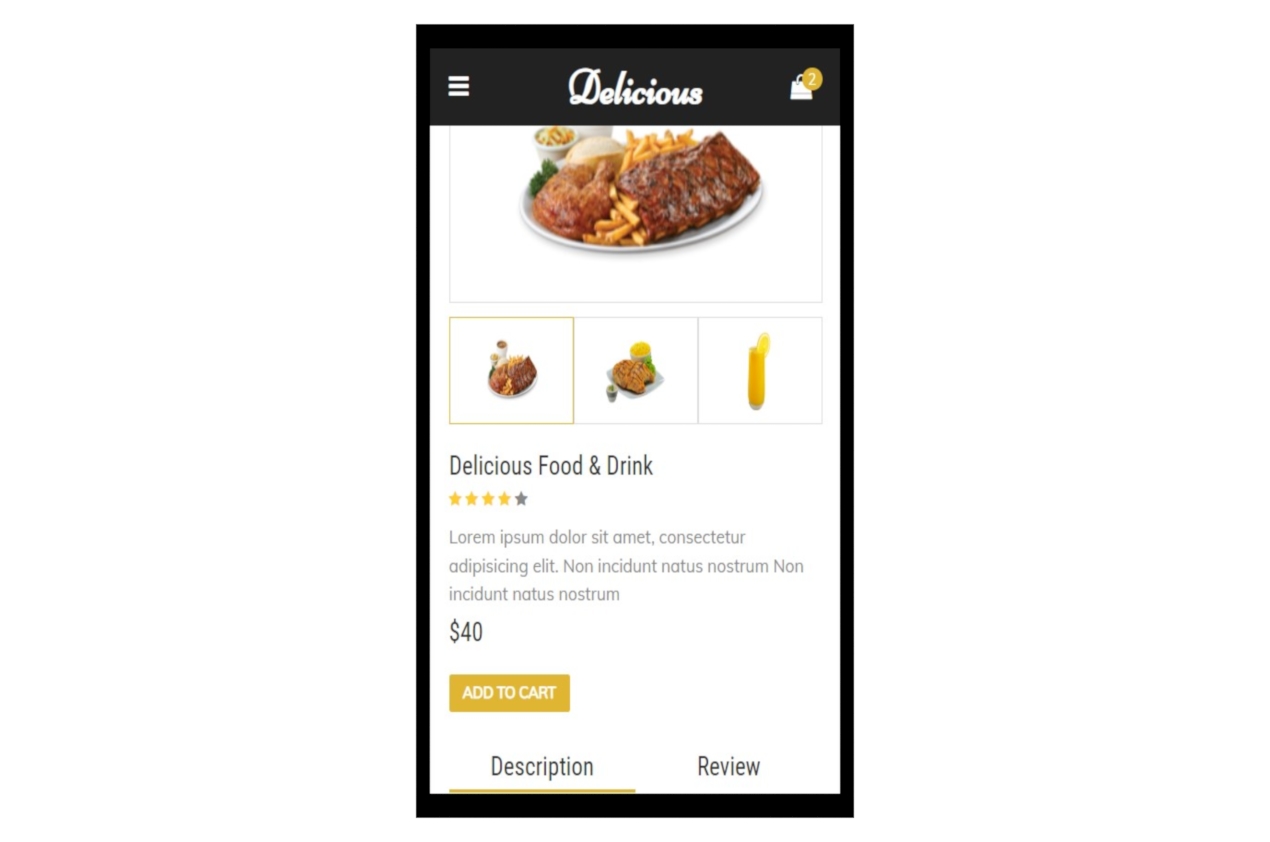 Delicious
2
Delicious Food & Drink
Lorem ipsum dolor sit amet, consectetur
adipisicing elit. Non incidunt natus nostrum Non
incidunt natus nostrum
$40
ADD TO CART
Description Review